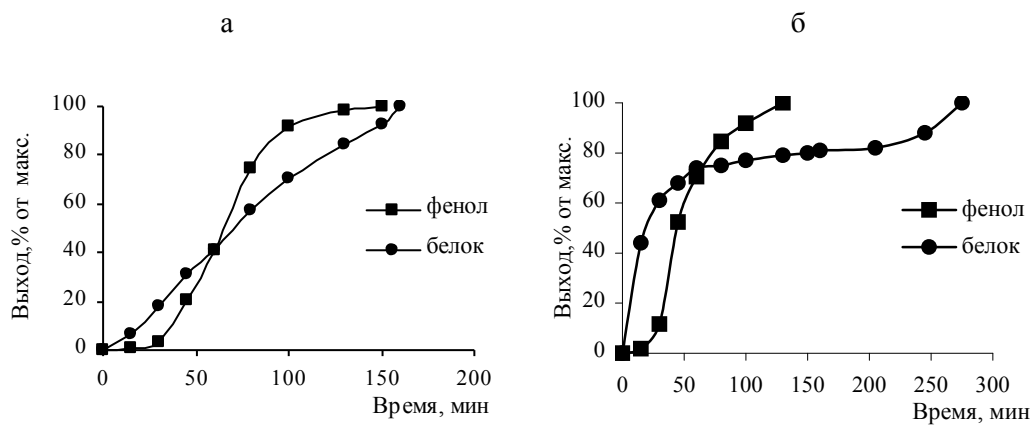 а
100
80
60
40
20
0
Выход,% от макс.
фенол
белок
0 50 100 150 200
Время, мин
б
100
80
60
40
20
0
Выход,% от макс.
фенол
белок
0 50 100 150 200 250 300
Время, мин